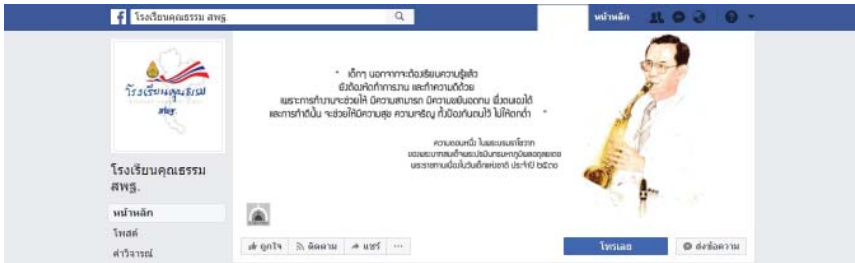 โรงเรียนคุณธรรม สพฐ
หน้าหลัก
โรงเรียนคุณธรรม
สพฐ.
" เด็กๆ นอกจากจะต้องเรียนความรู้แล้ว
ยังต้องหัดทำการงาน และทำความดีด้วย
เพราะการทำงานจะช่วยให้ มีความสามารถ มีความขยันอดทน พึ่งตนเองได้
และการทำดีนั้น จะช่วยให้มีความสุข ความเจริญ ทั้งป้องกันตนไว้ ไม่ให้ตกต่ำ "
ความตอนหนึ่ง ในพระบรมราโชวาท
ของพระบาทสมเด็จพระปรมินทรมหาภูมิพลอดุลยเดช
พระราชทานเนื่องในวันเด็กแห่งชาติ ประจำปี ๒๕๓๐
โรงเรียนคุณธรรม
สพฐ.
หน้าหลัก
โพสต์
คำวิจารณ์
ถูกใจ ติดตาม แชร์ ...
โทรเลย
ส่งข้อความ